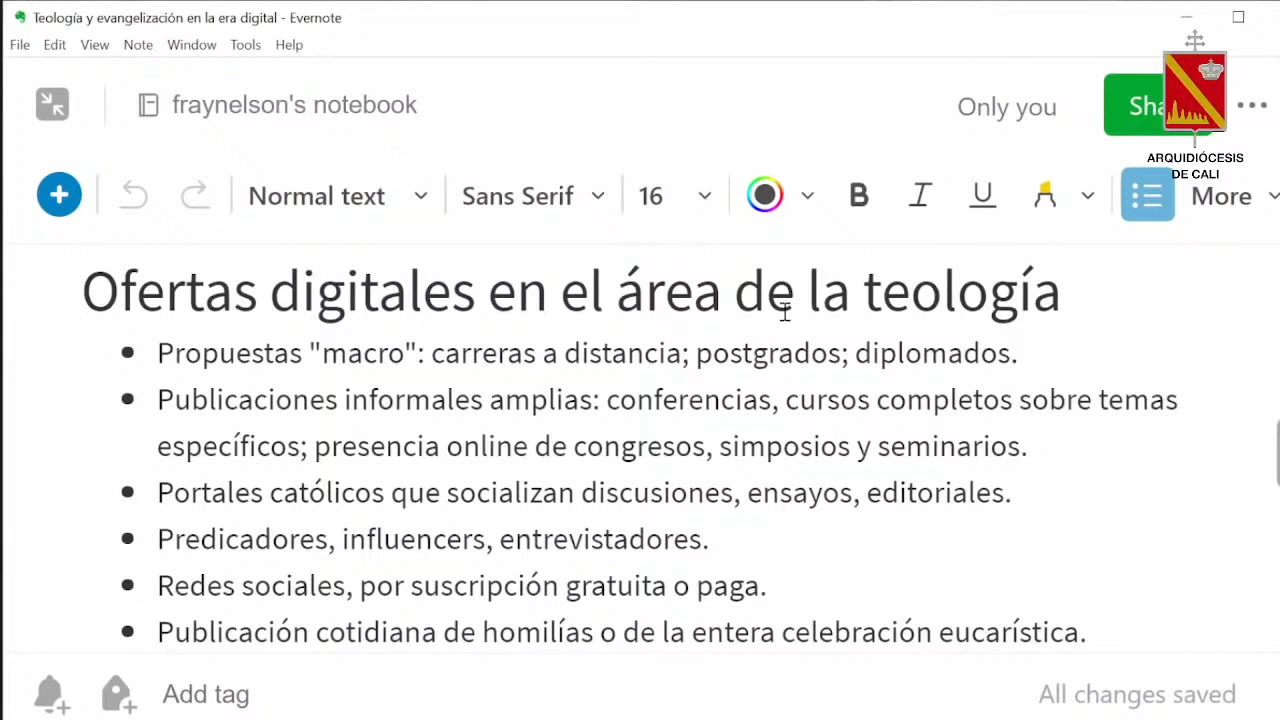 Teología y evangelización en la era digital - Evernote
File Edit View Note Window Tools Help
fraynelson's notebook
Only you
ARQUIDIÓCESIS
DE CALI
Normal text
Sans Serif
16
B I U
More
Ofertas digitales en el área de la teología
Propuestas "macro": carreras a distancia; postgrados; diplomados.
Publicaciones informales amplias: conferencias, cursos completos sobre temas
específicos; presencia online de congresos, simposios y seminarios.
Portales católicos que socializan discusiones, ensayos, editoriales.
Predicadores, influencers, entrevistadores.
Redes sociales, por suscripción gratuita o paga.
Publicación cotidiana de homilías o de la entera celebración eucarística.
Add tag
All changes saved